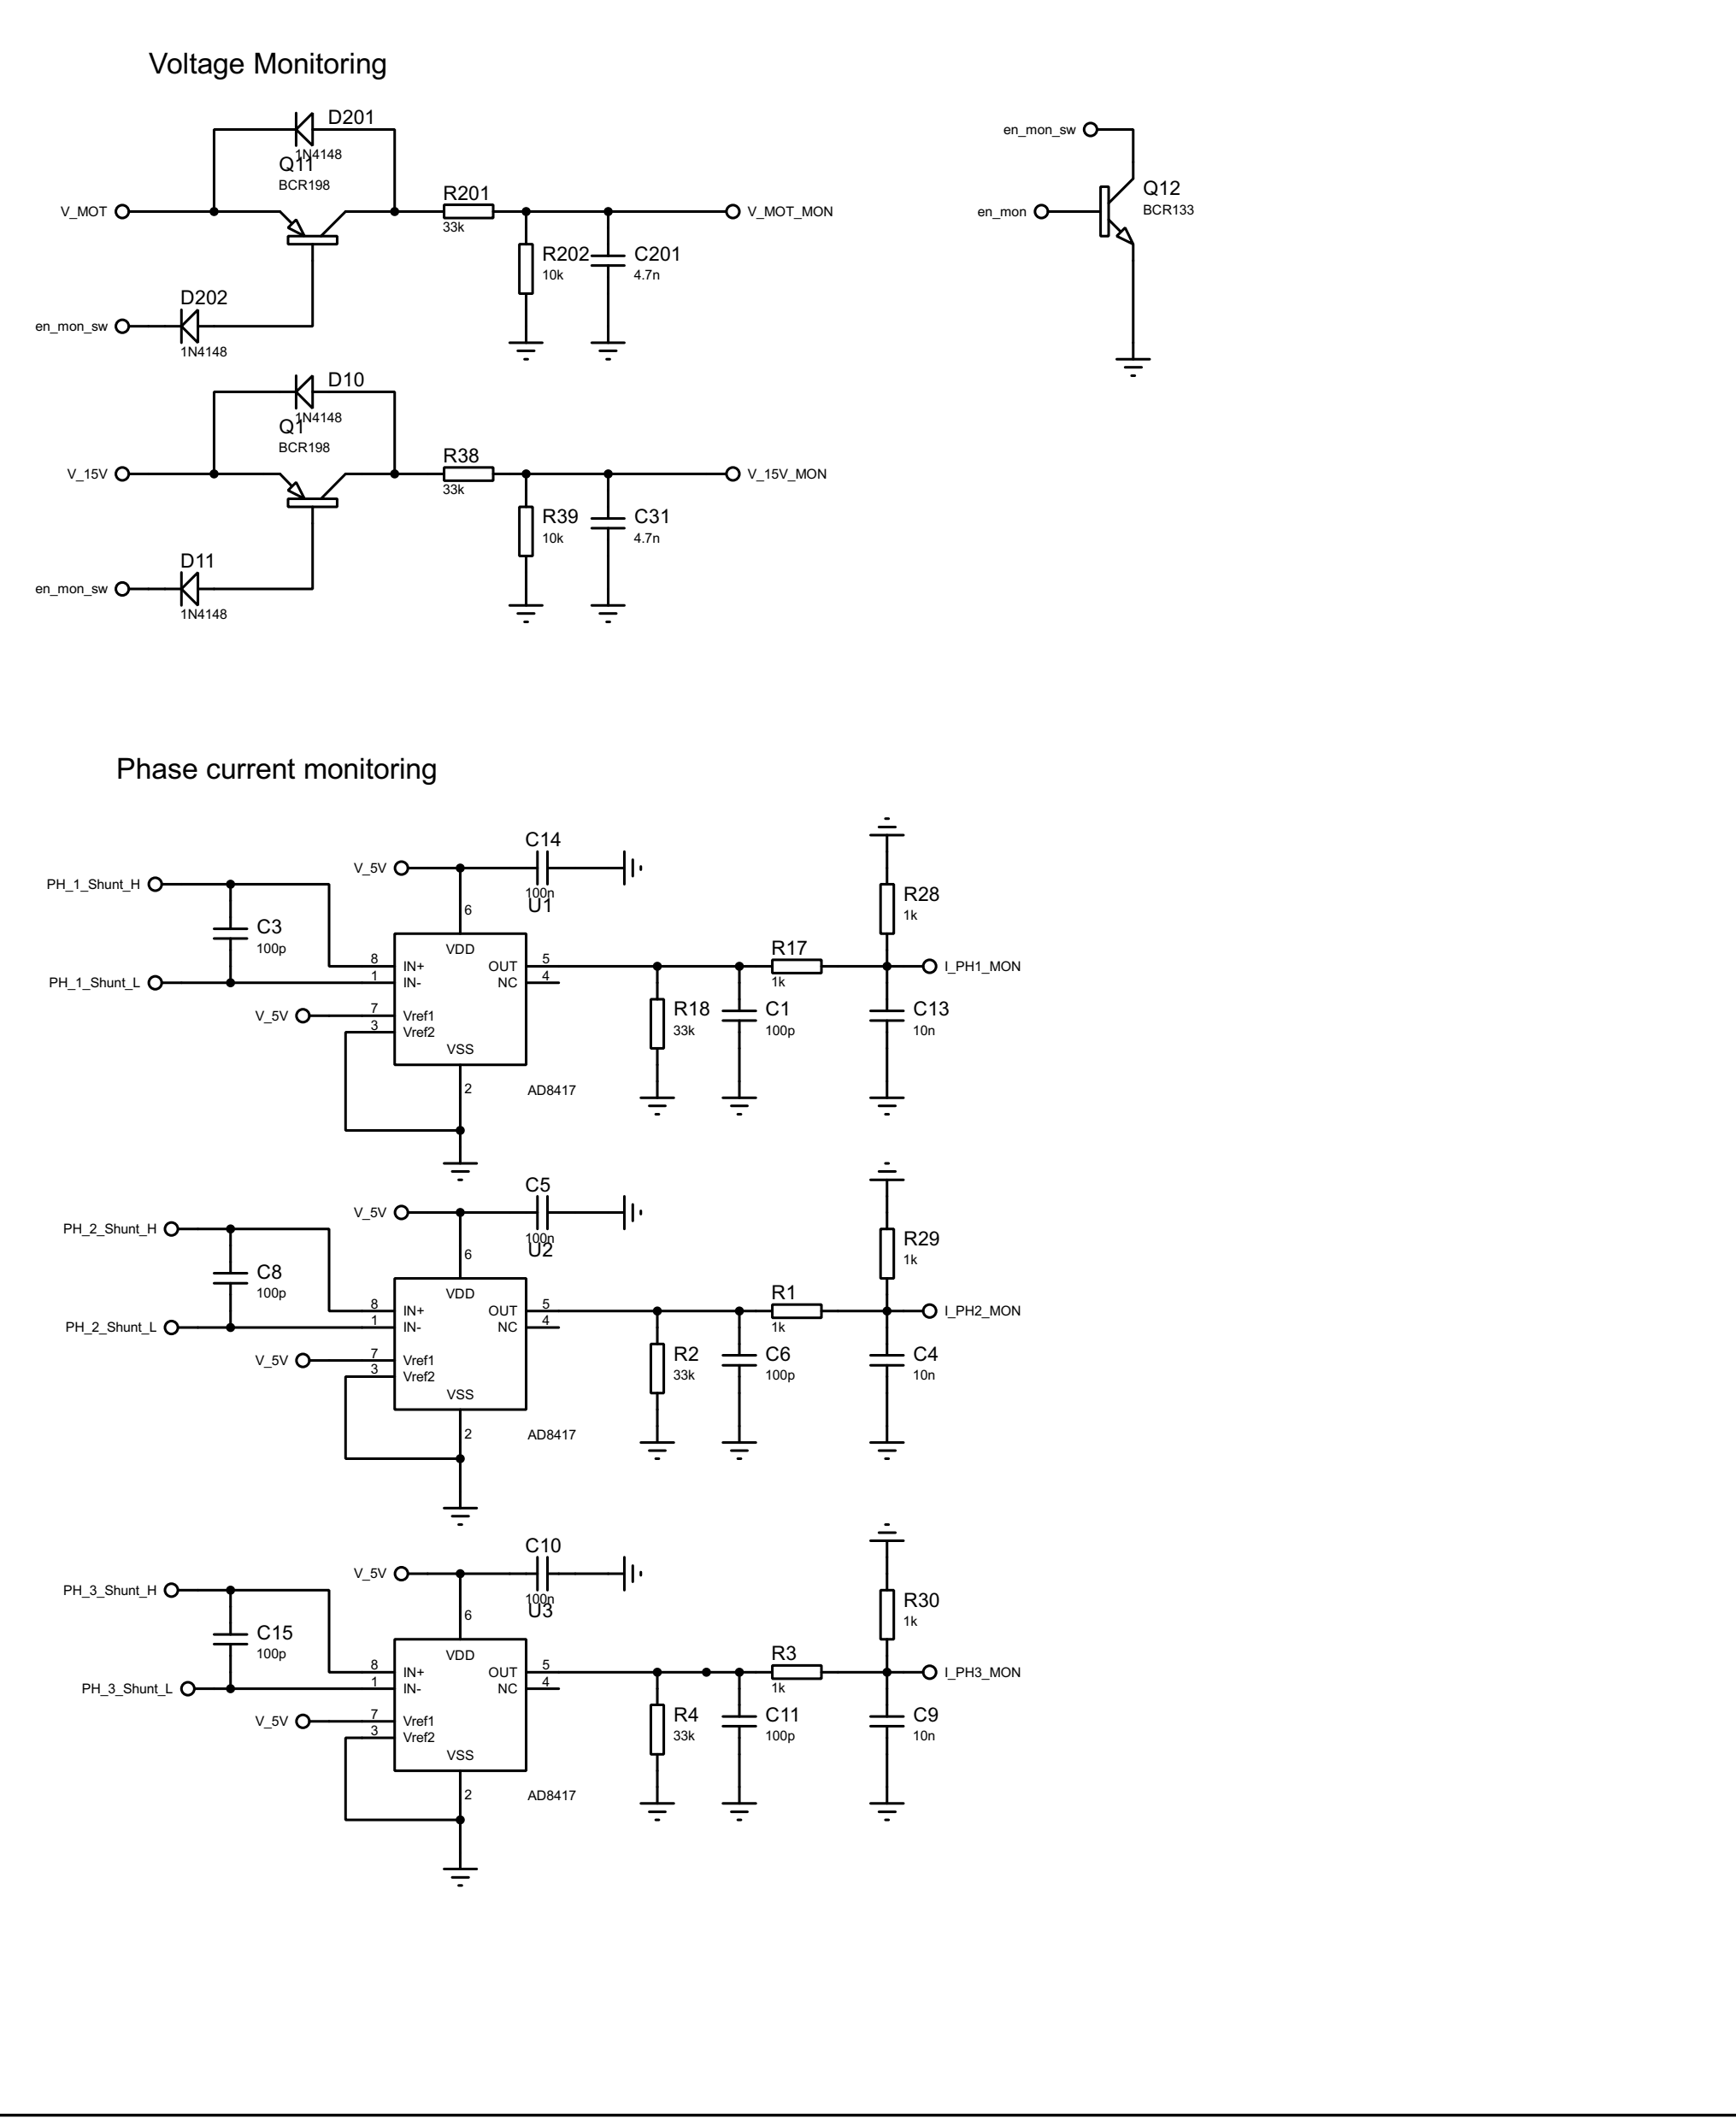 Voltage Monitoring
D201
1N4148
Q11
BCR198
V_MOT
R201
33k
V_MOT_MON
R202
10k
C201
4.7n
D202
en_mon_sw
1N4148
en_mon_sw
Q12
BCR133
en_mon
D10
1N4148
Q1
BCR198
V_15V
R38
33k
V_15V_MON
R39
10k
C31
4.7n
D11
en_mon_sw
1N4148
Phase current monitoring
C14
V_5V
100n
U1
PH_1_Shunt_H
C3
100p
PH_1_Shunt_L
V_5V
6
VDD
8 IN+
1 IN-
7 Vref1
3 Vref2
VSS
2
OUT 5
NC 4
AD8417
R17
1k
R28
1k
I_PH1_MON
R18
33k
C1
100p
C13
10n
C5
V_5V
100n
U2
PH_2_Shunt_H
C8
100p
PH_2_Shunt_L
V_5V
6
VDD
8 IN+
1 IN-
7 Vref1
3 Vref2
VSS
2
OUT 5
NC 4
AD8417
R1
1k
R29
1k
I_PH2_MON
R2
33k
C6
100p
C4
10n
C10
V_5V
100n
U3
PH_3_Shunt_H
C15
100p
PH_3_Shunt_L
V_5V
6
VDD
8 IN+
1 IN-
7 Vref1
3 Vref2
VSS
2
OUT 5
NC 4
AD8417
R3
1k
R30
1k
I_PH3_MON
R4
33k
C11
100p
C9
10n